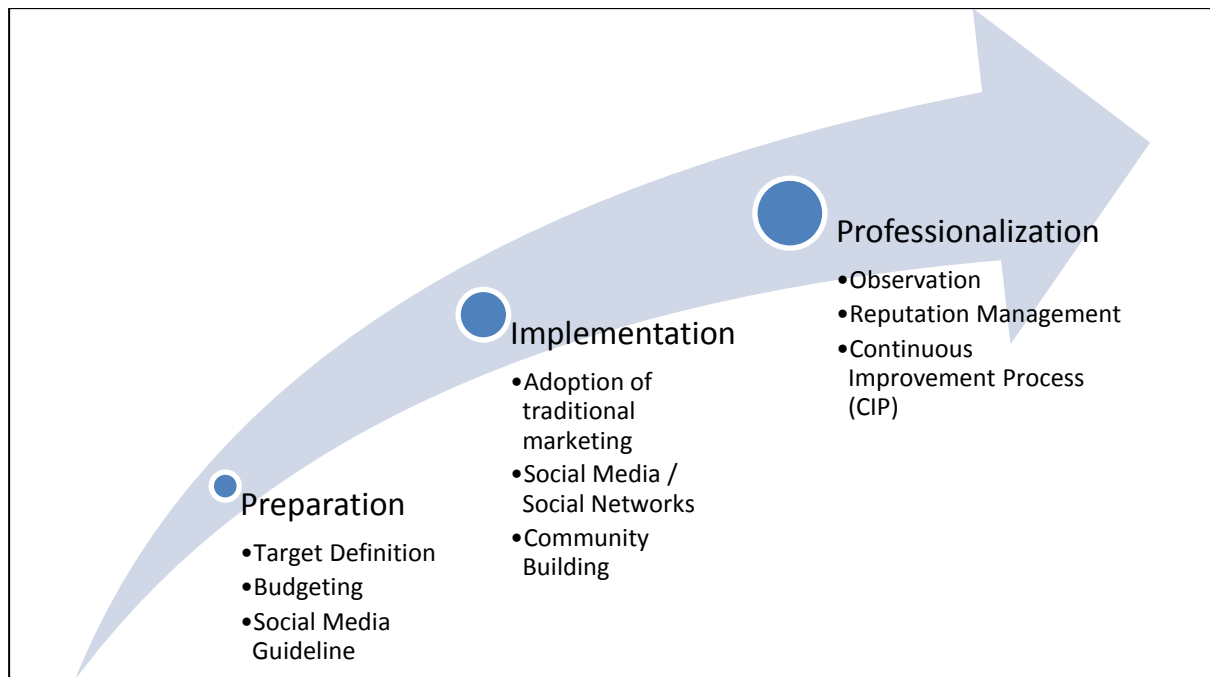 Preparation
•Target Definition
•Budgeting
•Social Media
Guideline
Implementation
•Adoption of
traditional
marketing
•Social Media /
Social Networks
•Community
Building
Professionalization
•Observation
•Reputation Management
•Continuous
Improvement Process
(CIP)